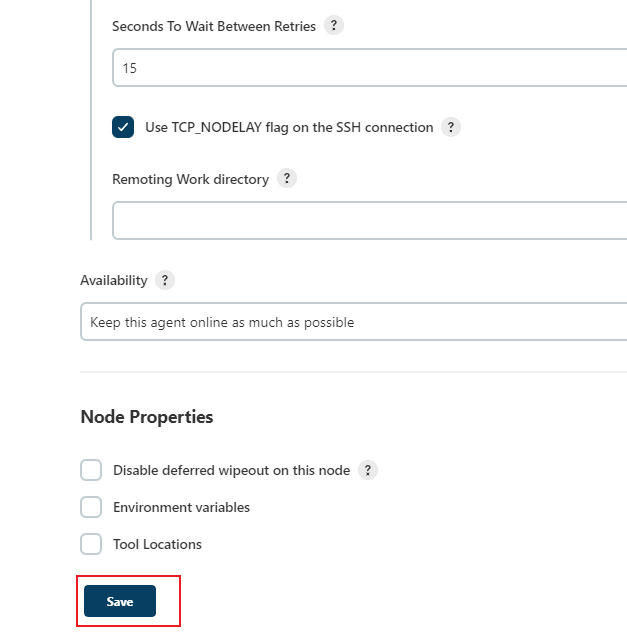 Seconds To Wait Between Retries ?
15
Use TCP_NODELAY flag on the SSH connection ?
Remoting Work directory ?
Availability ?
Keep this agent online as much as possible
Node Properties
Disable deferred wipeout on this node ?
Environment variables
Tool Locations
Save